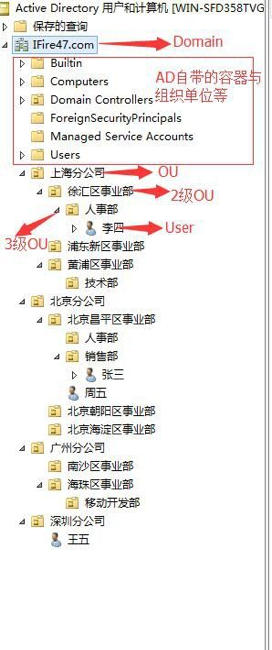 Active Directory 用户和计算机 [WIN-SFD358TVG
保存的查询
IFire47.com Domain
Builtin
Computers
Domain Controllers
ForeignSecurityPrincipals
Managed Service Accounts
Users
AD自带的容器与
组织单位等
上海分公司 OU
徐汇区事业部 2级OU
人事部
李四 User
3级OU 浦东新区事业部
黄浦区事业部
技术部
北京分公司
北京昌平区事业部
人事部
销售部
张三
周五
北京朝阳区事业部
北京海淀区事业部
广州分公司
南沙区事业部
海珠区事业部
移动开发部
深圳分公司
王五